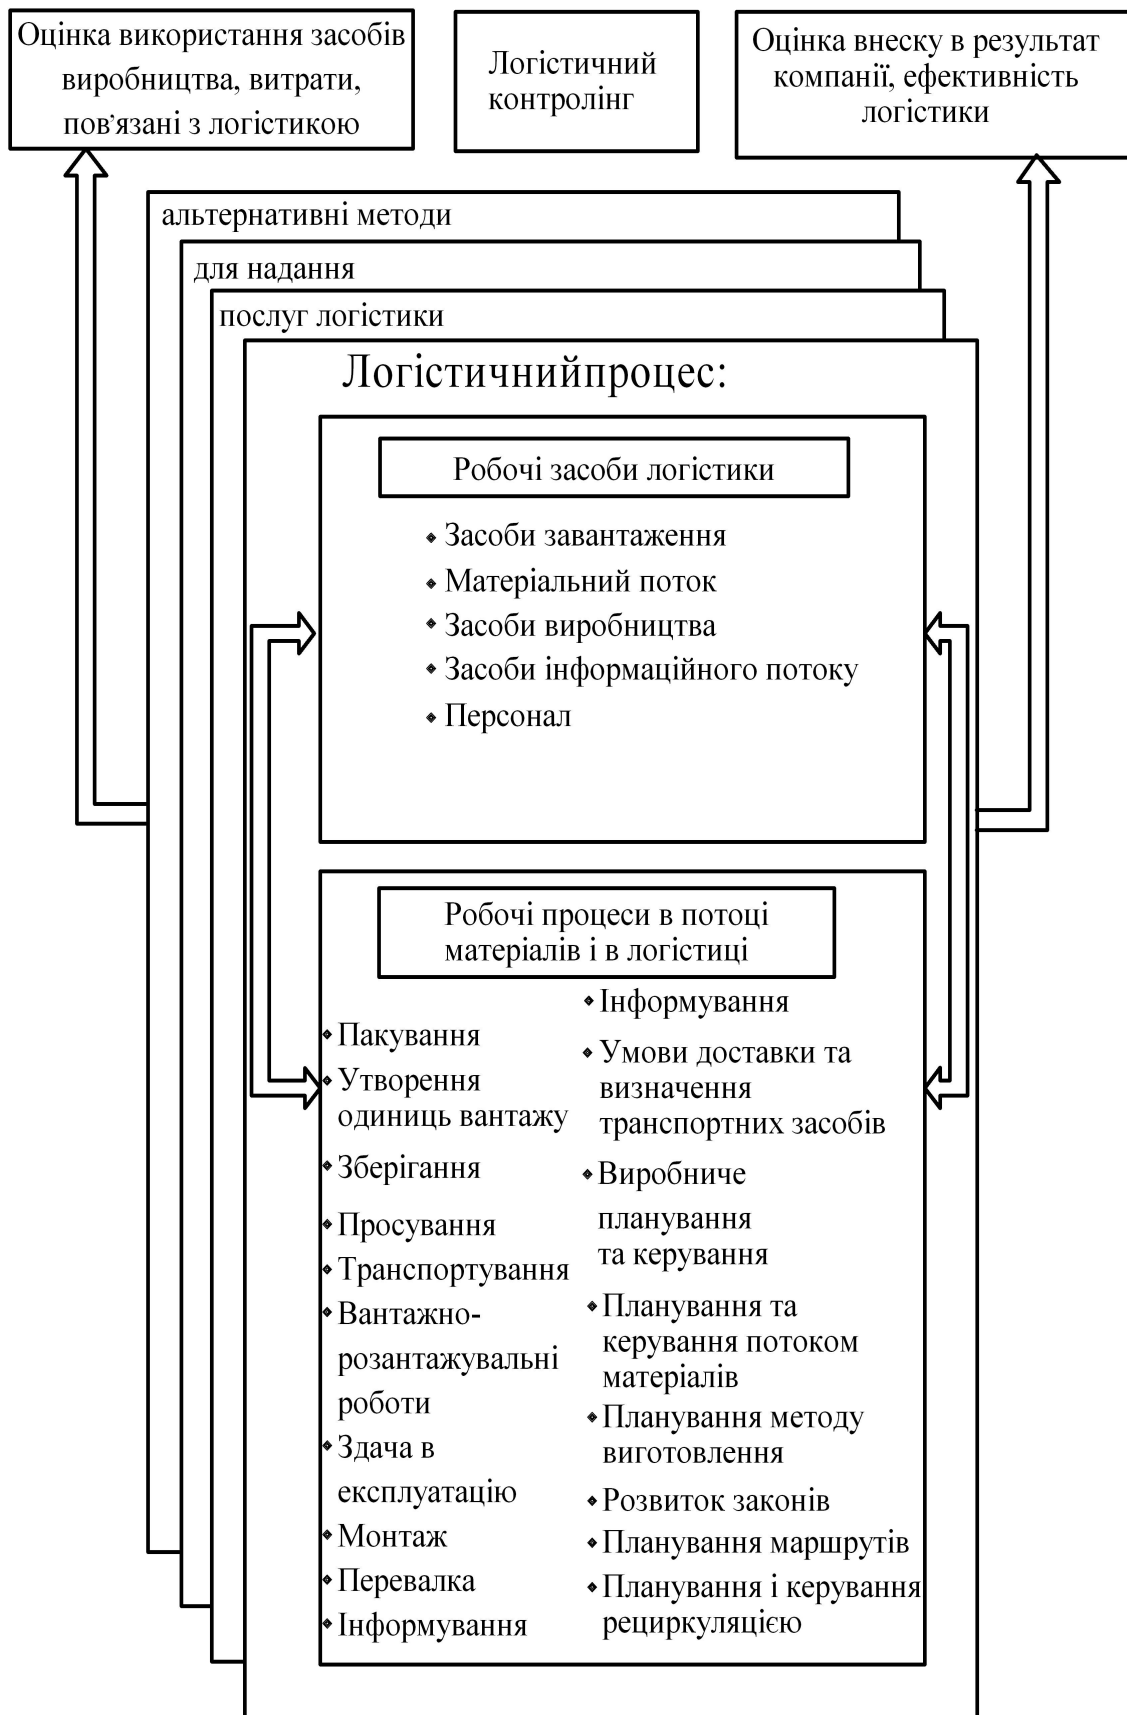 Оцінка використання засобів
виробництва, витрати,
пов’язані з логістикою
Логістичний
контролінг
Оцінка внеску в результат
компанії, ефективність
логістики
альтернативні методи
для надання
послуг логістики
Логістичнийпроцес:
Робочі засоби логістики
Засоби завантаження
Матеріальний поток
Засоби виробництва
Засоби інформаційного потоку
Персонал
Робочі процеси в потоці
матеріалів і в логістиці
Пакування
Утворення
одиниць вантажу
Зберігання
Просування
Транспортування
Вантажно-
розантажувальні
роботи
Здача в
експлуатацію
Монтаж
Перевалка
Інформування
Інформування
Умови доставки та
визначення
транспортних засобів
Виробниче
планування
та керування
Планування та
керування потоком
матеріалів
Планування методу
виготовлення
Розвиток законів
Планування маршрутів
Планування і керування
рециркуляцією